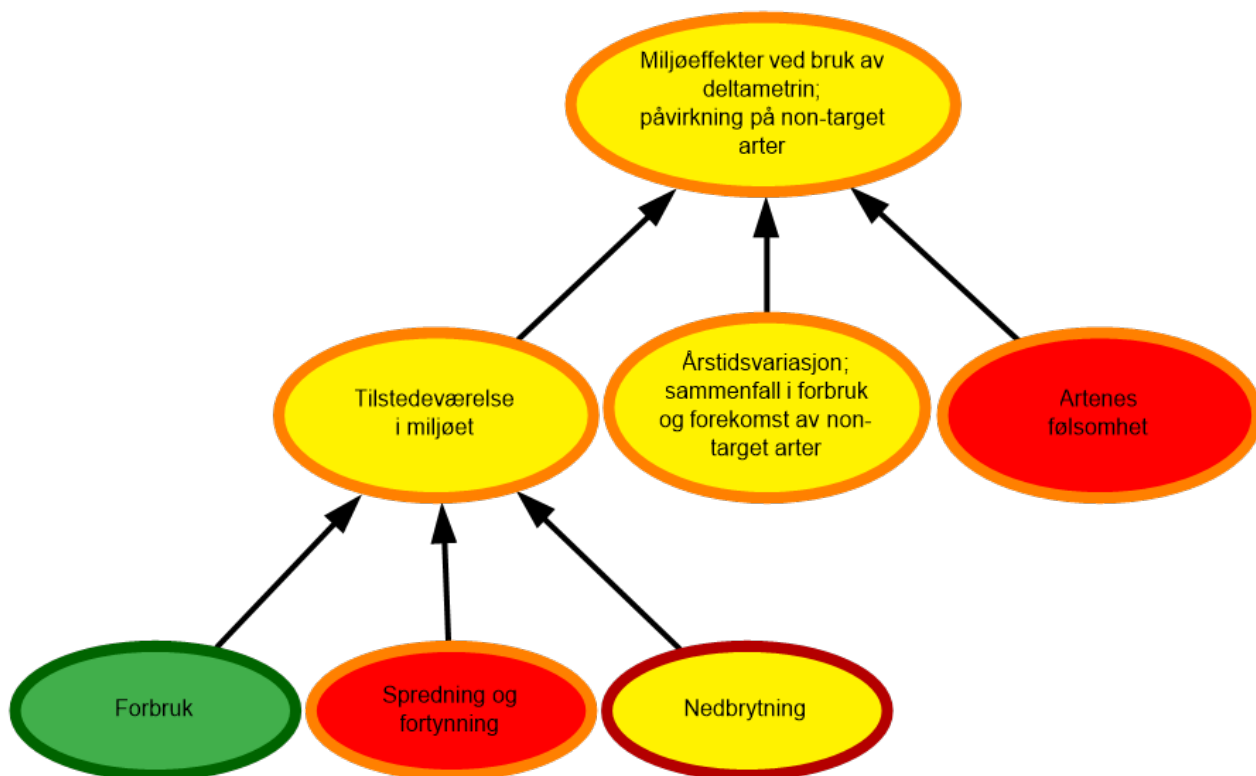 Miljøeffekter ved bruk av
deltametrin;
påvirkning på non-target
arter
Tilstedeværelse
i miljøet
Årstidsvariasjon;
sammenfall i forbruk
og forekomst av non-
target arter
Artenes
følsomhet
Forbruk
Spredning og
fortynning
Nedbrytning